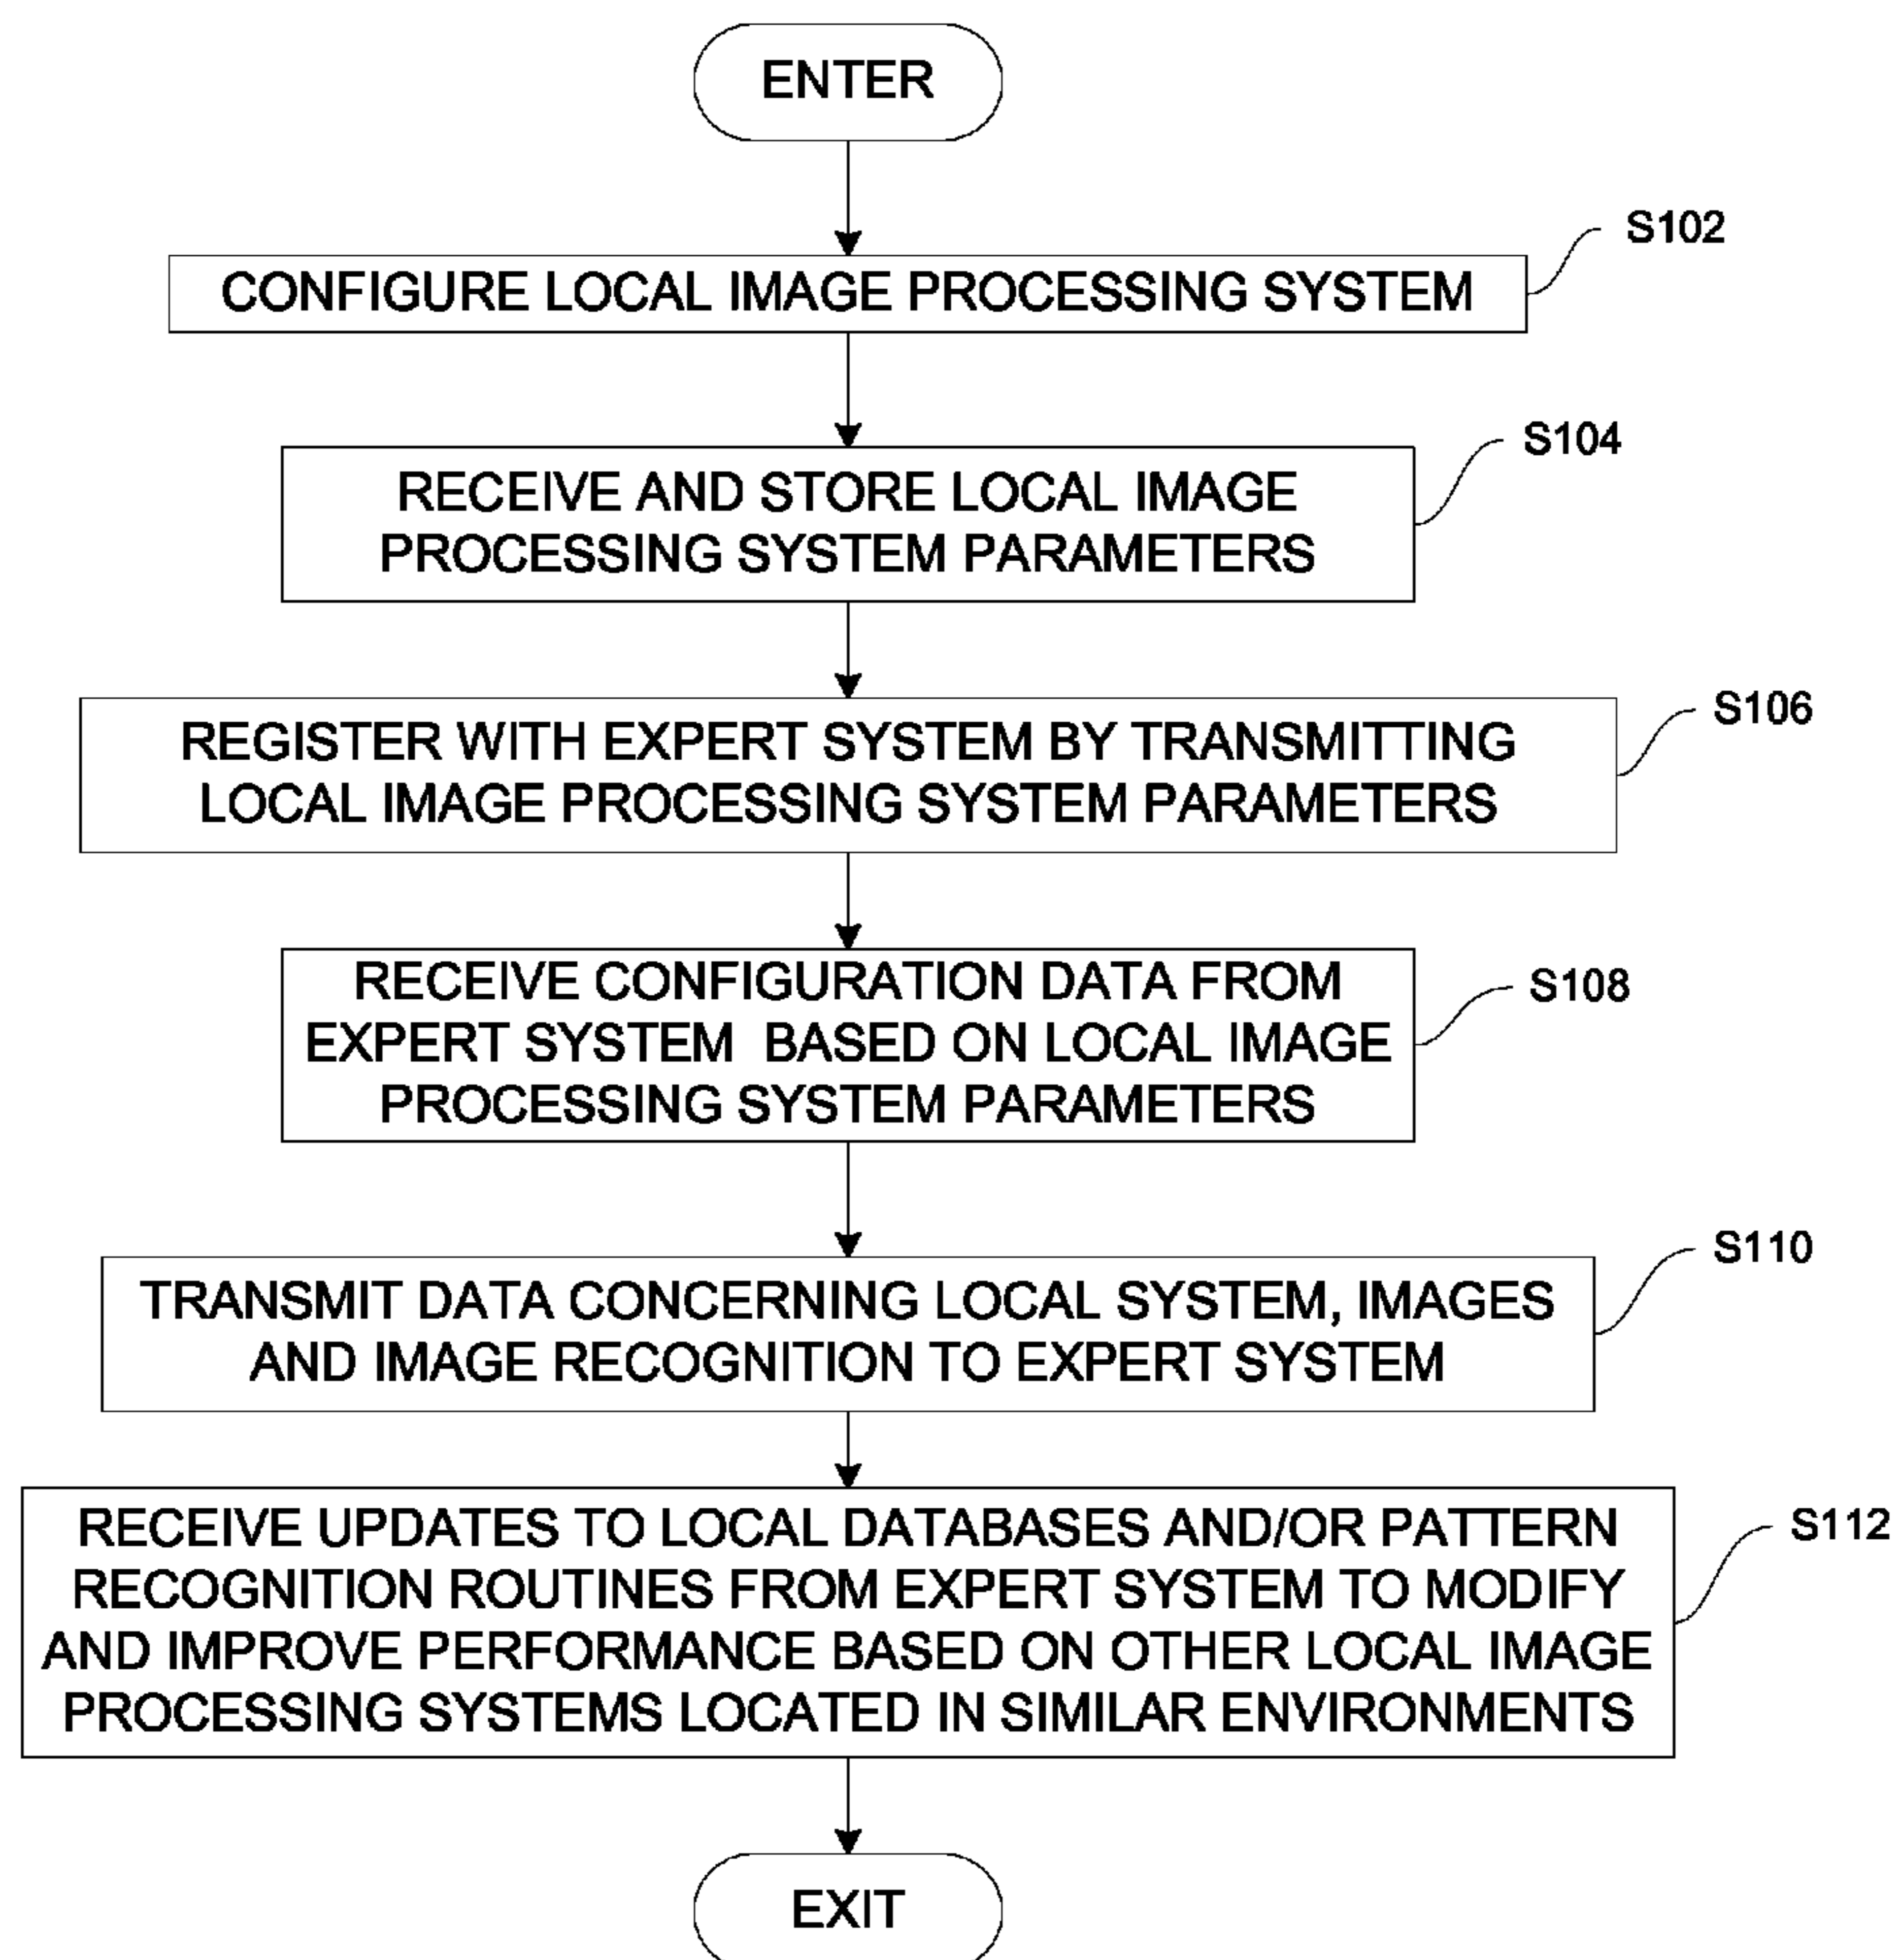 ENTER
S102
CONFIGURE LOCAL IMAGE PROCESSING SYSTEM
S104
RECEIVE AND STORE LOCAL IMAGE
PROCESSING SYSTEM PARAMETERS
S106
REGISTER WITH EXPERT SYSTEM BY TRANSMITTING
LOCAL IMAGE PROCESSING SYSTEM PARAMETERS
S108
RECEIVE CONFIGURATION DATA FROM
EXPERT SYSTEM BASED ON LOCAL IMAGE
PROCESSING SYSTEM PARAMETERS
S110
TRANSMIT DATA CONCERNING LOCAL SYSTEM, IMAGES
AND IMAGE RECOGNITION TO EXPERT SYSTEM
S112
RECEIVE UPDATES TO LOCAL DATABASES AND/OR PATTERN
RECOGNITION ROUTINES FROM EXPERT SYSTEM TO MODIFY
AND IMPROVE PERFORMANCE BASED ON OTHER LOCAL IMAGE
PROCESSING SYSTEMS LOCATED IN SIMILAR ENVIRONMENTS
EXIT